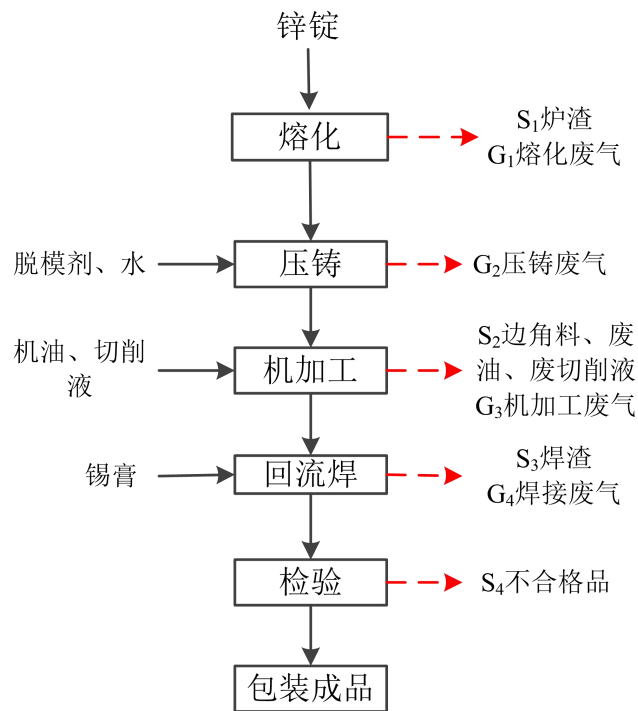 锌锭
熔化
S₁炉渣
G₁熔化废气
脱模剂、水
压铸
G₂压铸废气
机油、切削
液
机加工
S₂边角料、废
油、废切削液
G₃机加工废气
锡膏
回流焊
S₃焊渣
G₄焊接废气
检验
S₄不合格品
包装成品